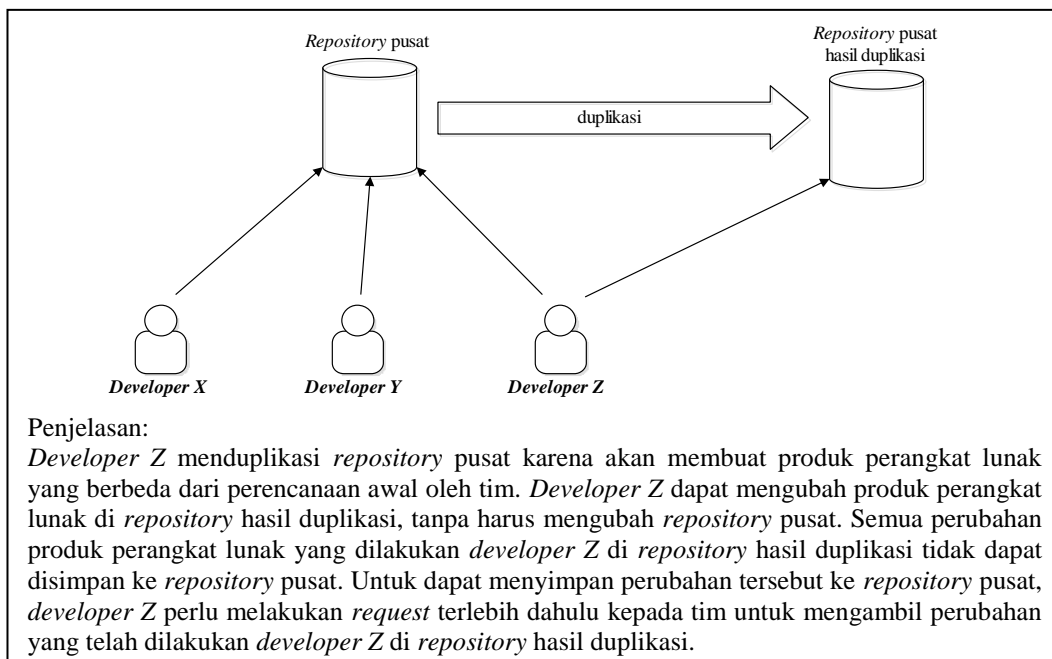 Repository pusat
Repository pusat
hasil duplikasi
duplikasi
Developer X
Developer Y
Developer Z
Penjelasan:
Developer Z menduplikasi repository pusat karena akan membuat produk perangkat lunak
yang berbeda dari perencanaan awal oleh tim. Developer Z dapat mengubah produk perangkat
lunak di repository hasil duplikasi, tanpa harus mengubah repository pusat. Semua perubahan
produk perangkat lunak yang dilakukan developer Z di repository hasil duplikasi tidak dapat
disimpan ke repository pusat. Untuk dapat menyimpan perubahan tersebut ke repository pusat,
developer Z perlu melakukan request terlebih dahulu kepada tim untuk mengambil perubahan
yang telah dilakukan developer Z di repository hasil duplikasi.